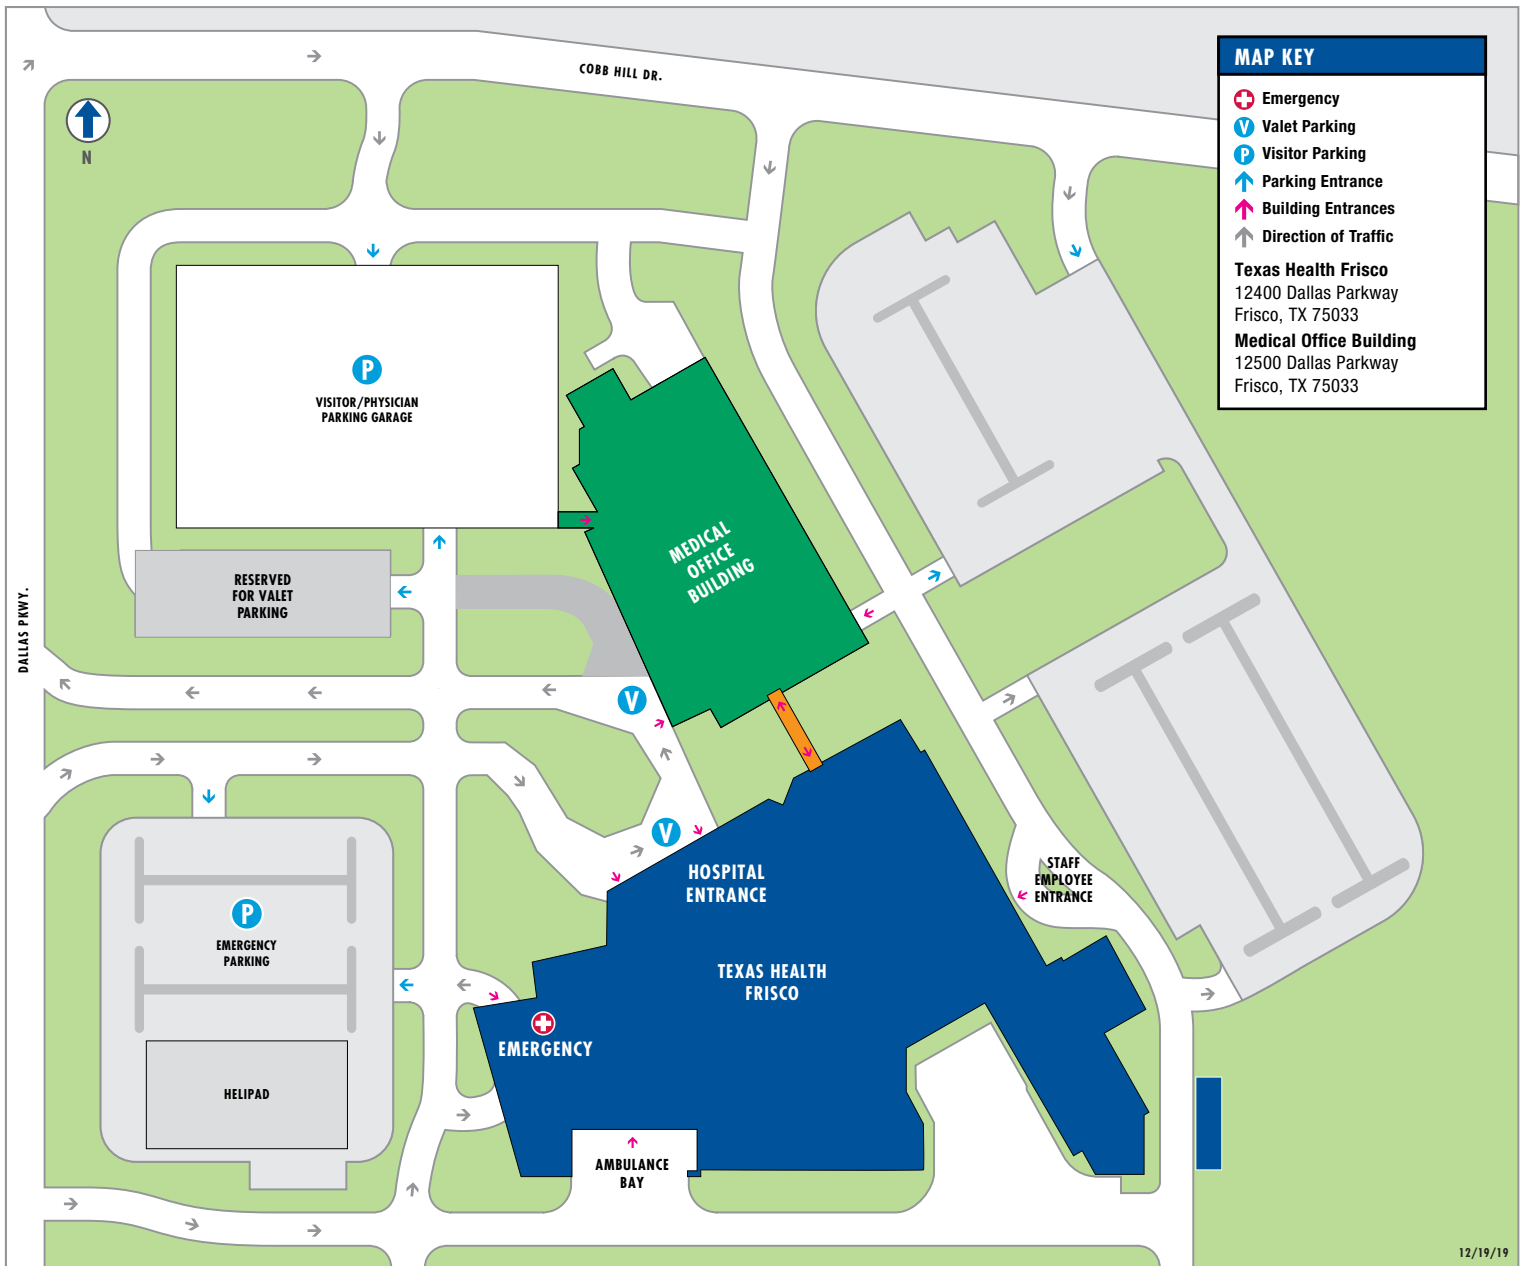 COBB HILL DR.
N
MAP KEY
Emergency
V Valet Parking
P Visitor Parking
Parking Entrance
Building Entrances
Direction of Traffic
Texas Health Frisco
12400 Dallas Parkway
Frisco, TX 75033
Medical Office Building
12500 Dallas Parkway
Frisco, TX 75033
P
VISITOR/PHYSICIAN
PARKING GARAGE
MEDICAL
OFFICE
BUILDING
RESERVED
FOR VALET
PARKING
DALLAS PKWY.
V
V
HOSPITAL
ENTRANCE
STAFF
EMPLOYEE
ENTRANCE
P
EMERGENCY
PARKING
TEXAS HEALTH
FRISCO
EMERGENCY
HELIPAD
AMBULANCE
BAY
12/19/19